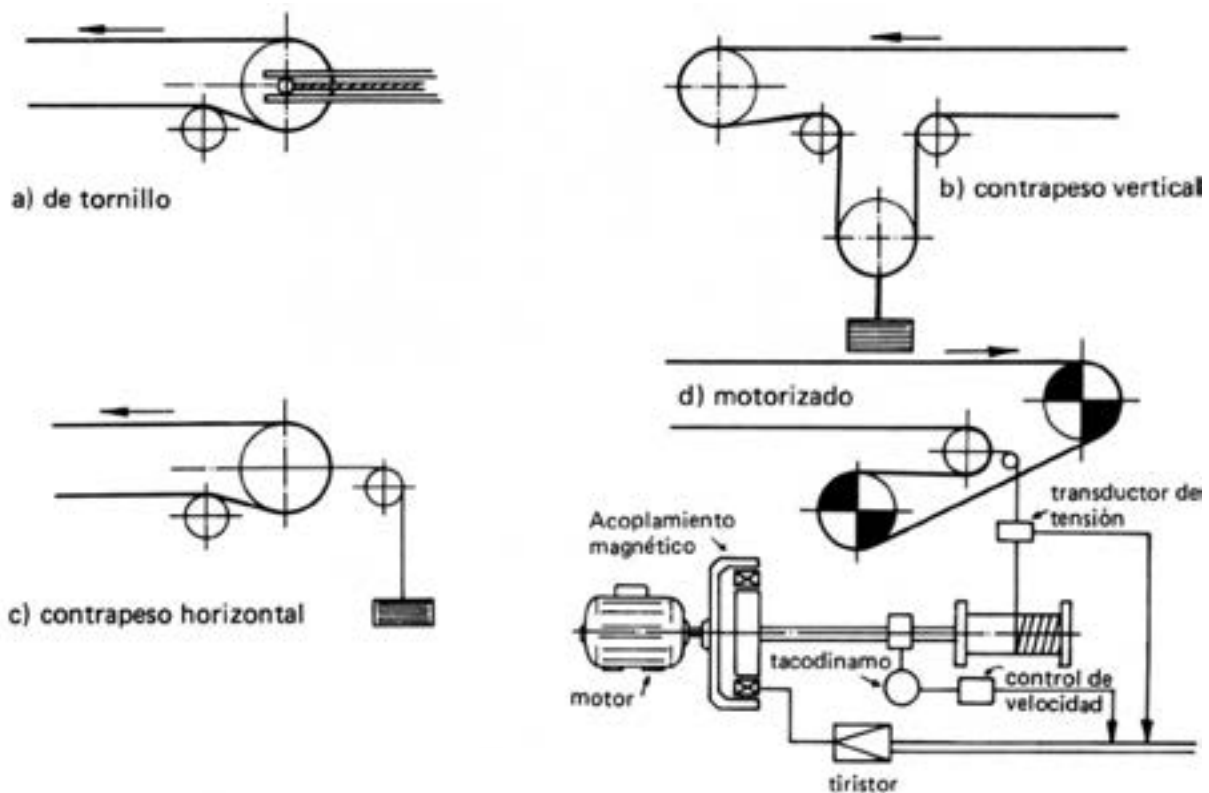 a) de tornillo
b) contrapeso vertical
c) contrapeso horizontal
d) motorizado
transductor de
tensión
Acoplamiento
magnético
motor
tacodinamo
control de
velocidad
tiristor